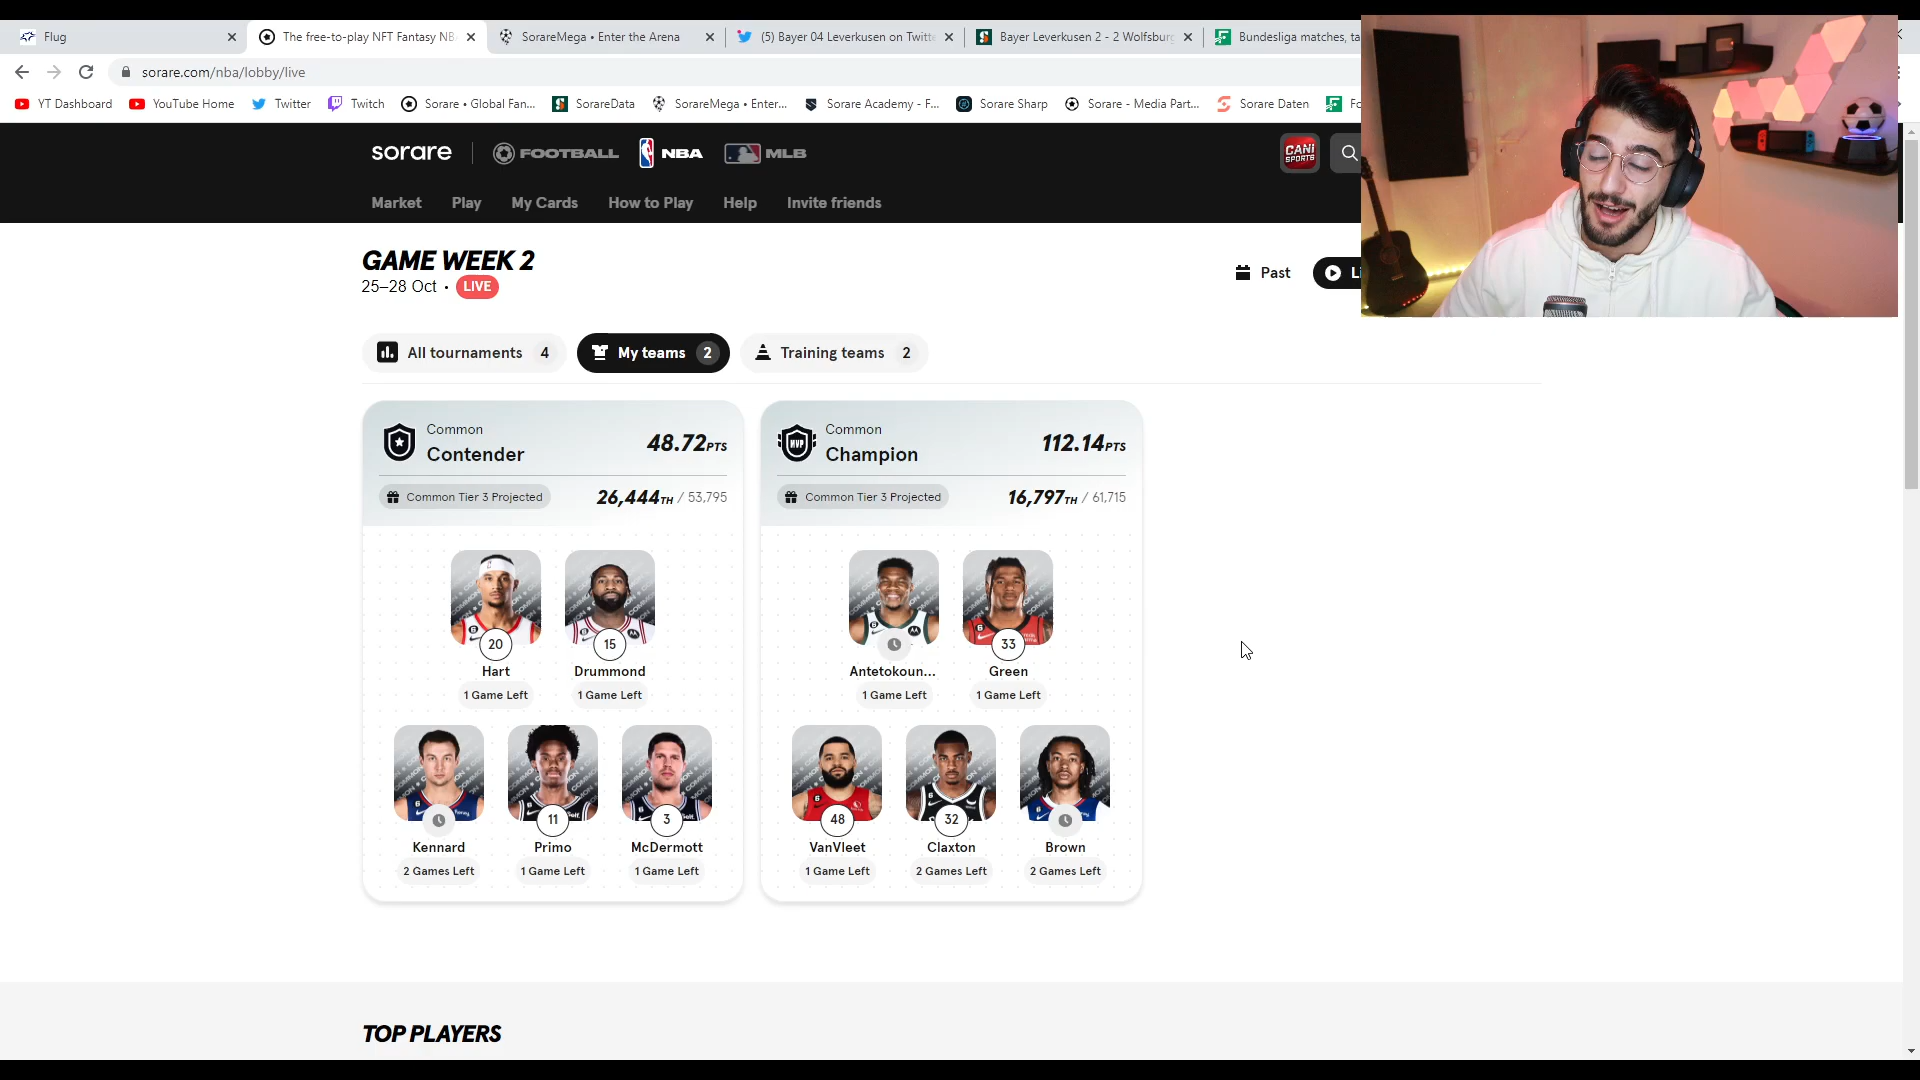 Flug
The free-to-play NFT Fantasy NB
SorareMega • Enter the Arena
(5) Bayer 04 Leverkusen on Twitte
Bayer Leverkusen 2 - 2 Wolfsburg
Bundesliga matches, ta
sorare.com/nba/lobby/live
YT Dashboard
YouTube Home
Twitter
Twitch
Sorare • Global Fan...
SorareData
SorareMega • Enter...
Sorare Academy - F...
Sorare Sharp
Sorare - Media Part...
Sorare Daten
Fo
sorare
FOOTBALL
NBA
MLB
CANI
SPORTS
Market
Play
My Cards
How to Play
Help
Invite friends
GAME WEEK 2
25–28 Oct • LIVE
Past
Li
All tournaments 4
My teams 2
Training teams 2
Common
Contender
48.72PTS
Common Tier 3 Projected
26,444TH / 53,795
20
15
Hart
Drummond
1 Game Left
1 Game Left
11
3
Kennard
Primo
McDermott
2 Games Left
1 Game Left
1 Game Left
MVP
Common
Champion
112.14PTS
Common Tier 3 Projected
16,797TH / 61,715
33
Antetokoun...
Green
1 Game Left
1 Game Left
48
32
VanVleet
Claxton
Brown
1 Game Left
2 Games Left
2 Games Left
TOP PLAYERS